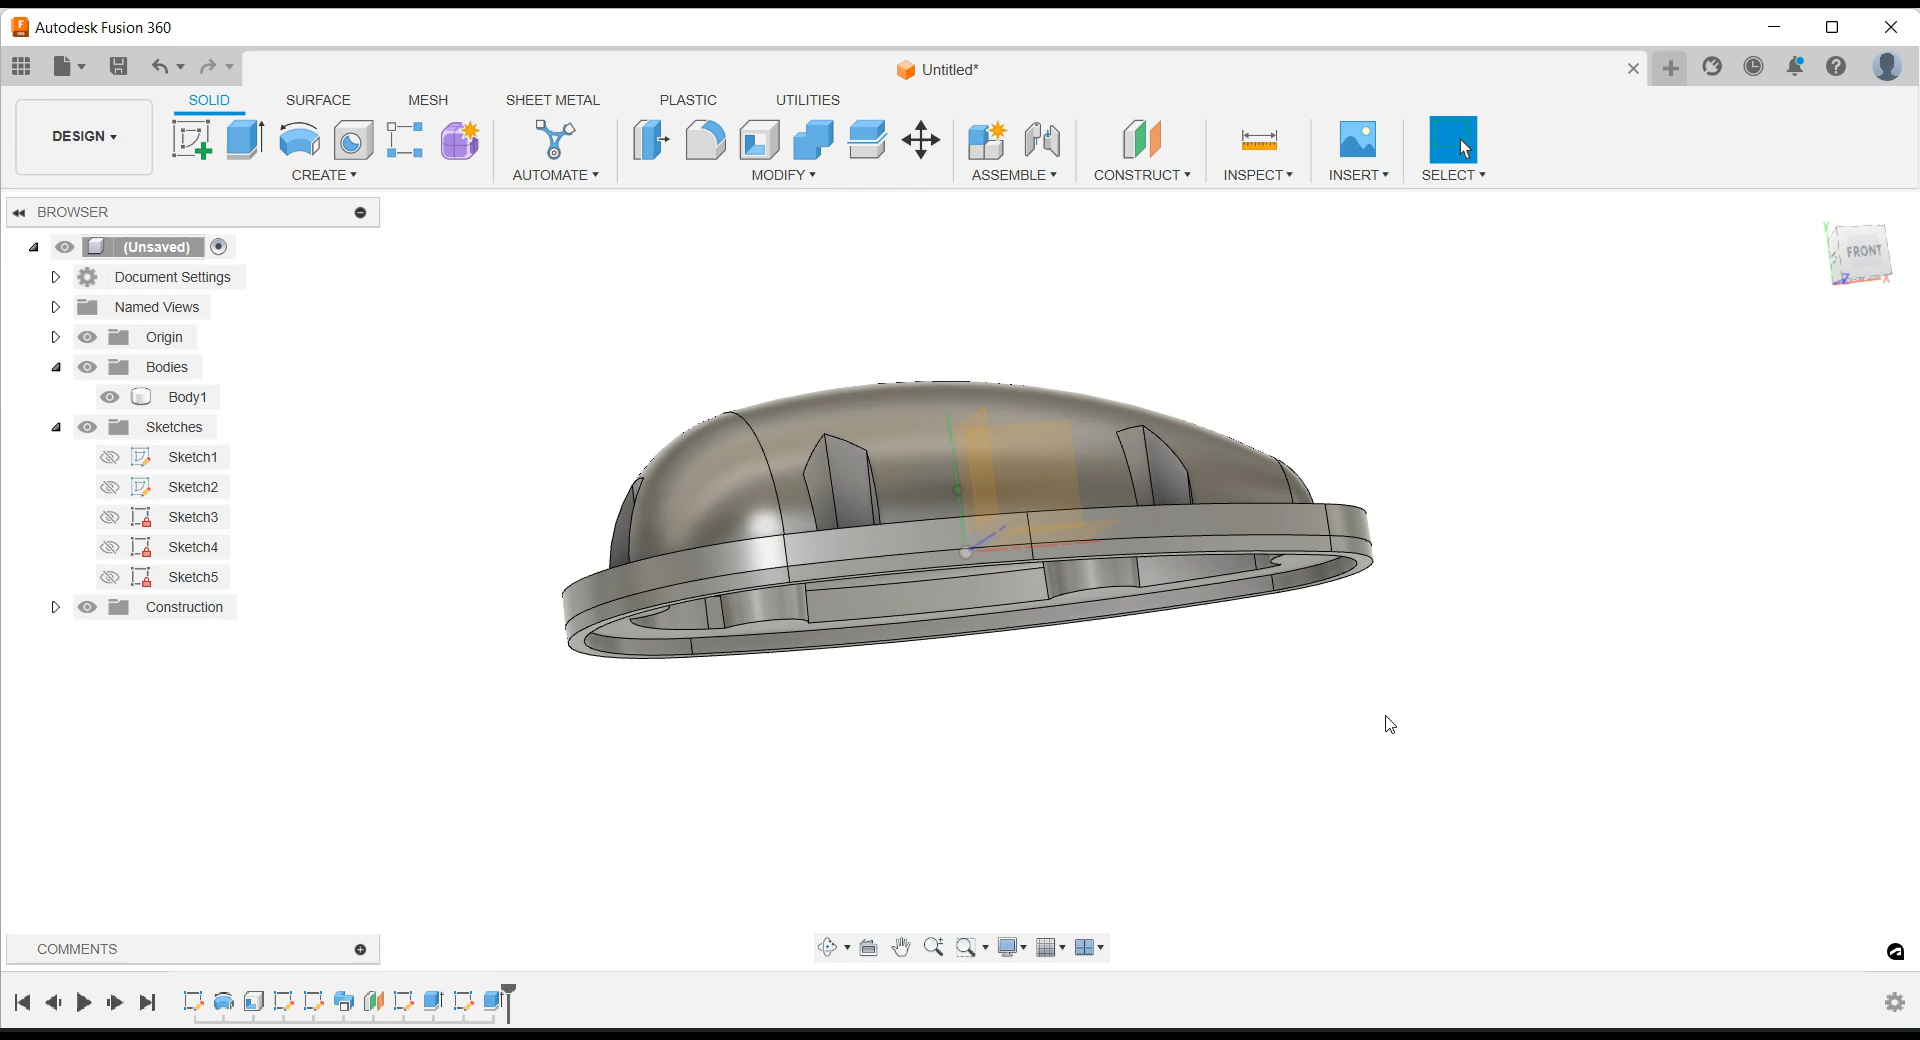 Autodesk Fusion 360
Untitled*
DESIGN
SOLID
SURFACE
MESH
SHEET METAL
PLASTIC
UTILITIES
CREATE
AUTOMATE
MODIFY
ASSEMBLE
CONSTRUCT
INSPECT
INSERT
SELECT
BROWSER
(Unsaved)
Document Settings
Named Views
Origin
Bodies
Body1
Sketches
Sketch1
Sketch2
Sketch3
Sketch4
Sketch5
Construction
Y
FRONT
Z
X
COMMENTS